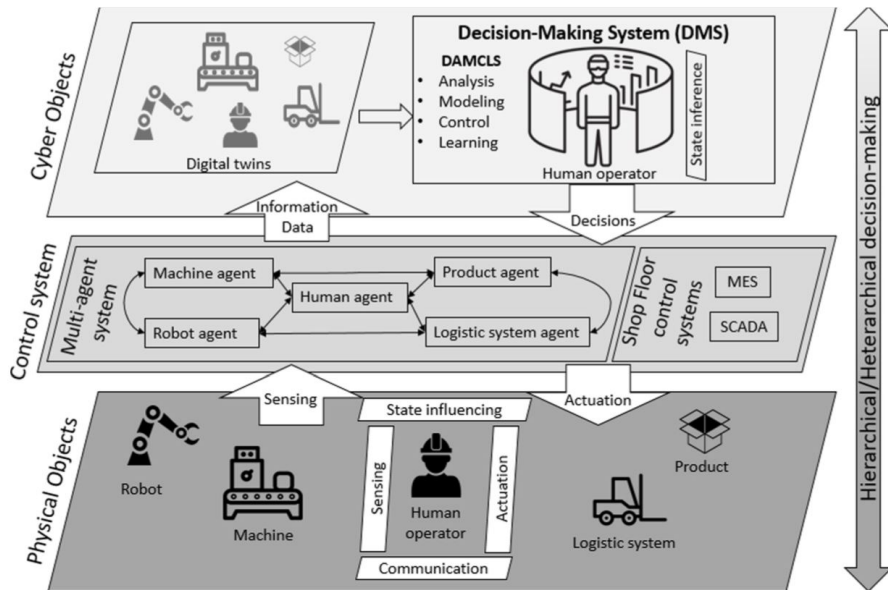 Cyber Objects
Digital twins
Decision-Making System (DMS)
DAMCLS
• Analysis
• Modeling
• Control
• Learning
State inference
Human operator
Information
Data
Decisions
Control system
Multi-agent
system
Machine agent
Product agent
Human agent
Robot agent
Logistic system agent
Shop Floor
control
systems
MES
SCADA
Sensing
Actuation
Physical Objects
Robot
Machine
State influencing
Sensing
Human
operator
Actuation
Communication
Product
Logistic system
Hierarchical/Heterarchical decision-making